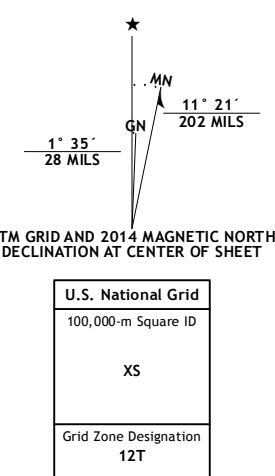 ★
MN
11° 21´
202 MILS
GN
1° 35´
28 MILS
TM GRID AND 2014 MAGNETIC NORTH
DECLINATION AT CENTER OF SHEET
U.S. National Grid
100,000-m Square ID
XS
Grid Zone Designation
12T